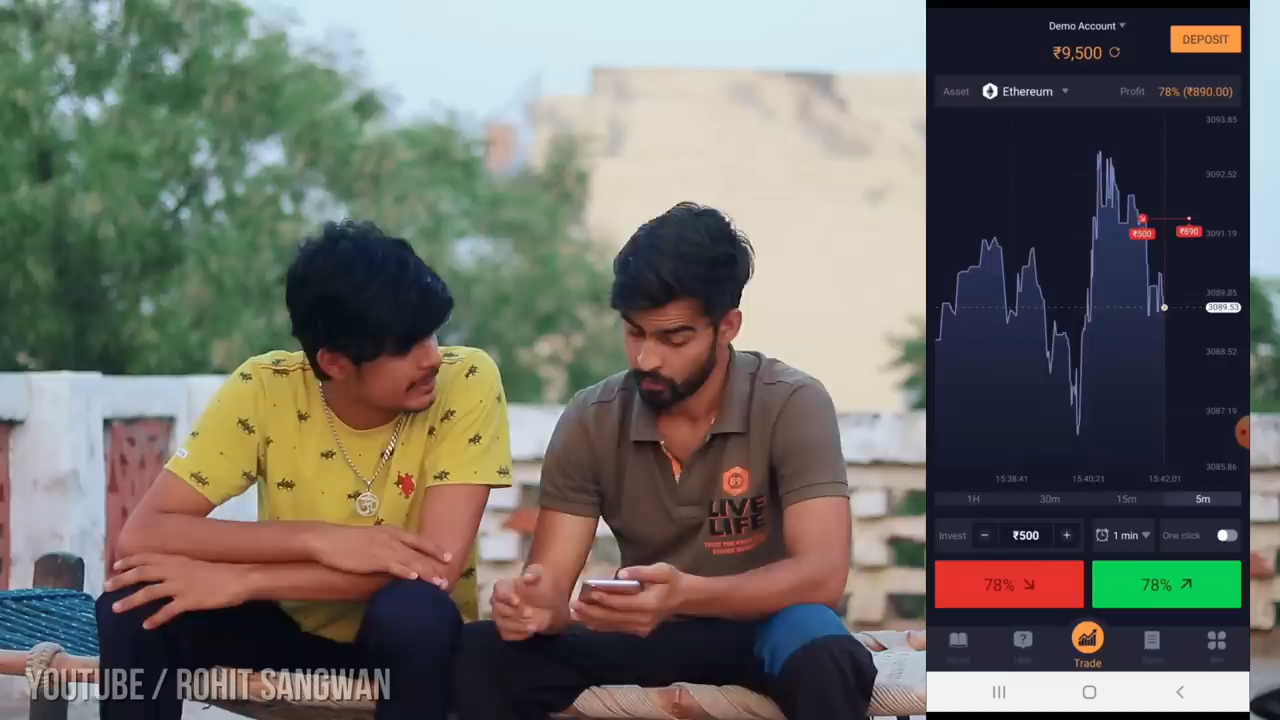 Demo Account
₹9,500
DEPOSIT
Asset
Ethereum
Profit
78% (₹890.00)
3093.85
3092.52
3091.19
3089.85
3089.53
3088.52
3087.19
3085.86
₹500
₹890
15:38:41
15:40:21
15:42:01
1H
30m
15m
5m
Invest
−
₹500
+
1 min
One click
78%
78%
Trade
89
LIVE
LIFE
YOUTUBE / ROHIT SANGWAN